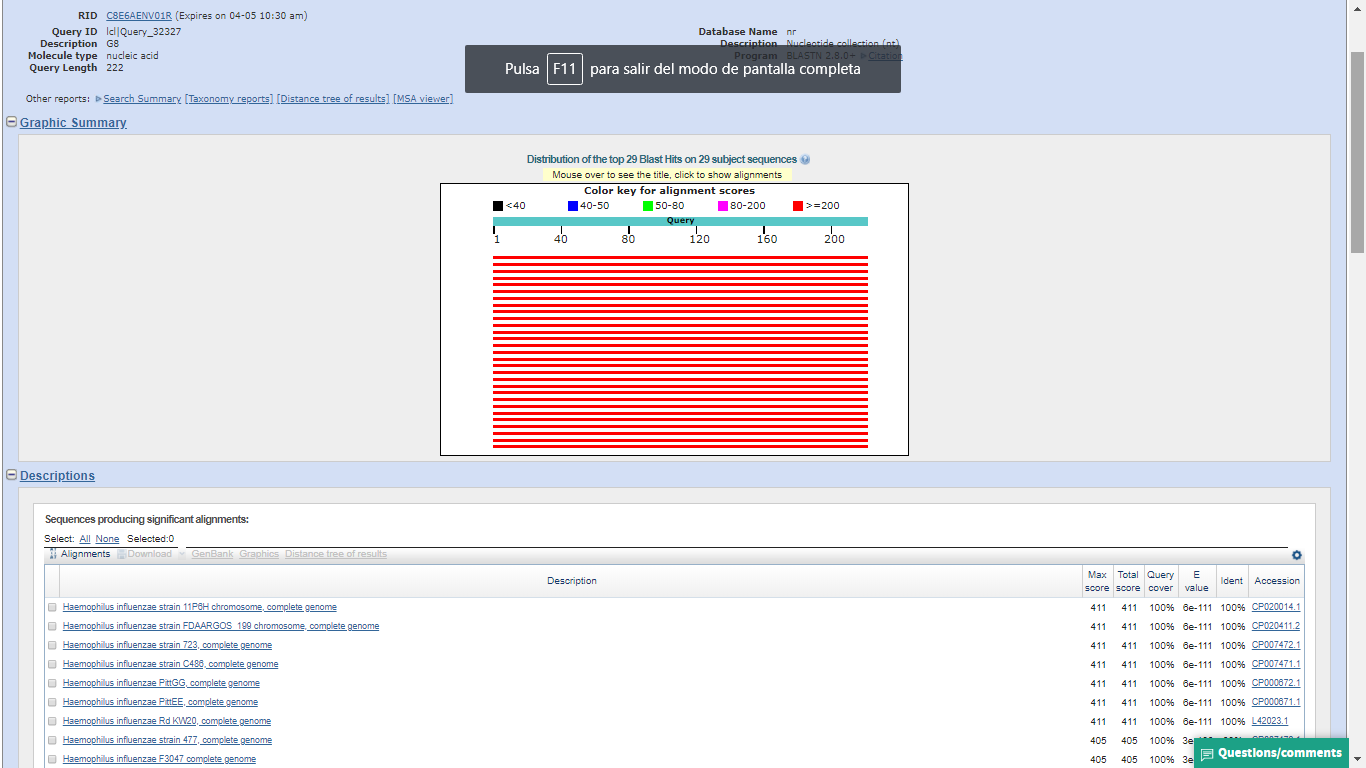 RID C8E6AENV01R (Expires on 04-05 10:30 am)
Query ID lcl|Query_32327
Description G8
Molecule type nucleic acid
Query Length 222
Database Name nr
Description Nucleotide collection (nt)
Program BLASTN 2.8.0+ Citation
Pulsa F11 para salir del modo de pantalla completa
Other reports: Search Summary [Taxonomy reports] [Distance tree of results] [MSA viewer]
Graphic Summary
Distribution of the top 29 Blast Hits on 29 subject sequences
Mouse over to see the title, click to show alignments
Color key for alignment scores
<40 40-50 50-80 80-200 >=200
Query
1 40 80 120 160 200
Descriptions
Sequences producing significant alignments:
Select: All None Selected:0
Alignments Download GenBank Graphics Distance tree of results
Description Max score Total score Query cover E value Ident Accession
Haemophilus influenzae strain 11P6H chromosome, complete genome 411 411 100% 6e-111 100% CP020014.1
Haemophilus influenzae strain FDAARGOS_199 chromosome, complete genome 411 411 100% 6e-111 100% CP020411.2
Haemophilus influenzae strain 723, complete genome 411 411 100% 6e-111 100% CP007472.1
Haemophilus influenzae strain C486, complete genome 411 411 100% 6e-111 100% CP007471.1
Haemophilus influenzae PittGG, complete genome 411 411 100% 6e-111 100% CP000672.1
Haemophilus influenzae PittEE, complete genome 411 411 100% 6e-111 100% CP000671.1
Haemophilus influenzae Rd KW20, complete genome 411 411 100% 6e-111 100% L42023.1
Haemophilus influenzae strain 477, complete genome 405 405 100%
Haemophilus influenzae F3047 complete genome 405 405 100%
Questions/comments